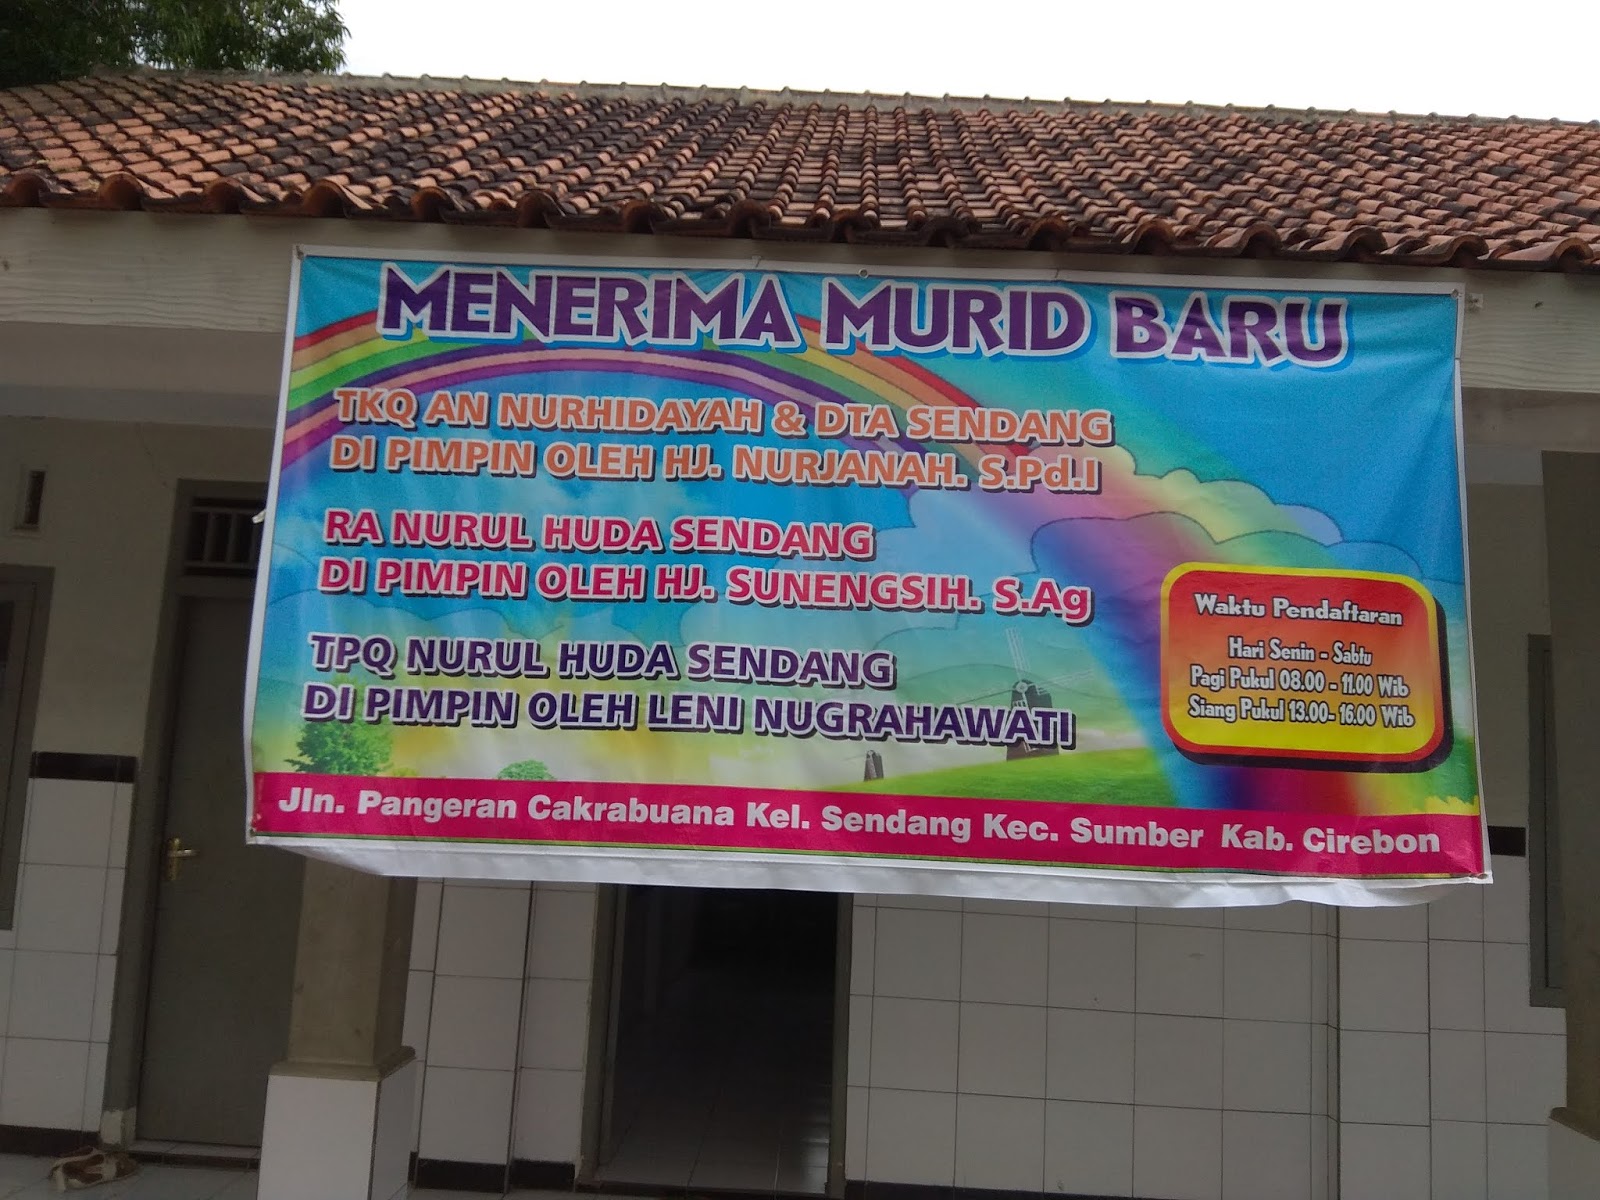 MENERIMA MURID BARU
TKQ AN NURHIDAYAH & DTA SENDANG
DI PIMPIN OLEH HJ. NURJANAH. S.Pd.I
RA NURUL HUDA SENDANG
DI PIMPIN OLEH HJ. SUNENGSIH. S.Ag
TPQ NURUL HUDA SENDANG
DI PIMPIN OLEH LENI NUGRAHAWATI
Waktu Pendaftaran
Hari Senin - Sabtu
Pagi Pukul 08.00 - 11.00 Wib
Siang Pukul 13.00- 16.00 Wib
Jln. Pangeran Cakrabuana Kel. Sendang Kec. Sumber Kab. Cirebon